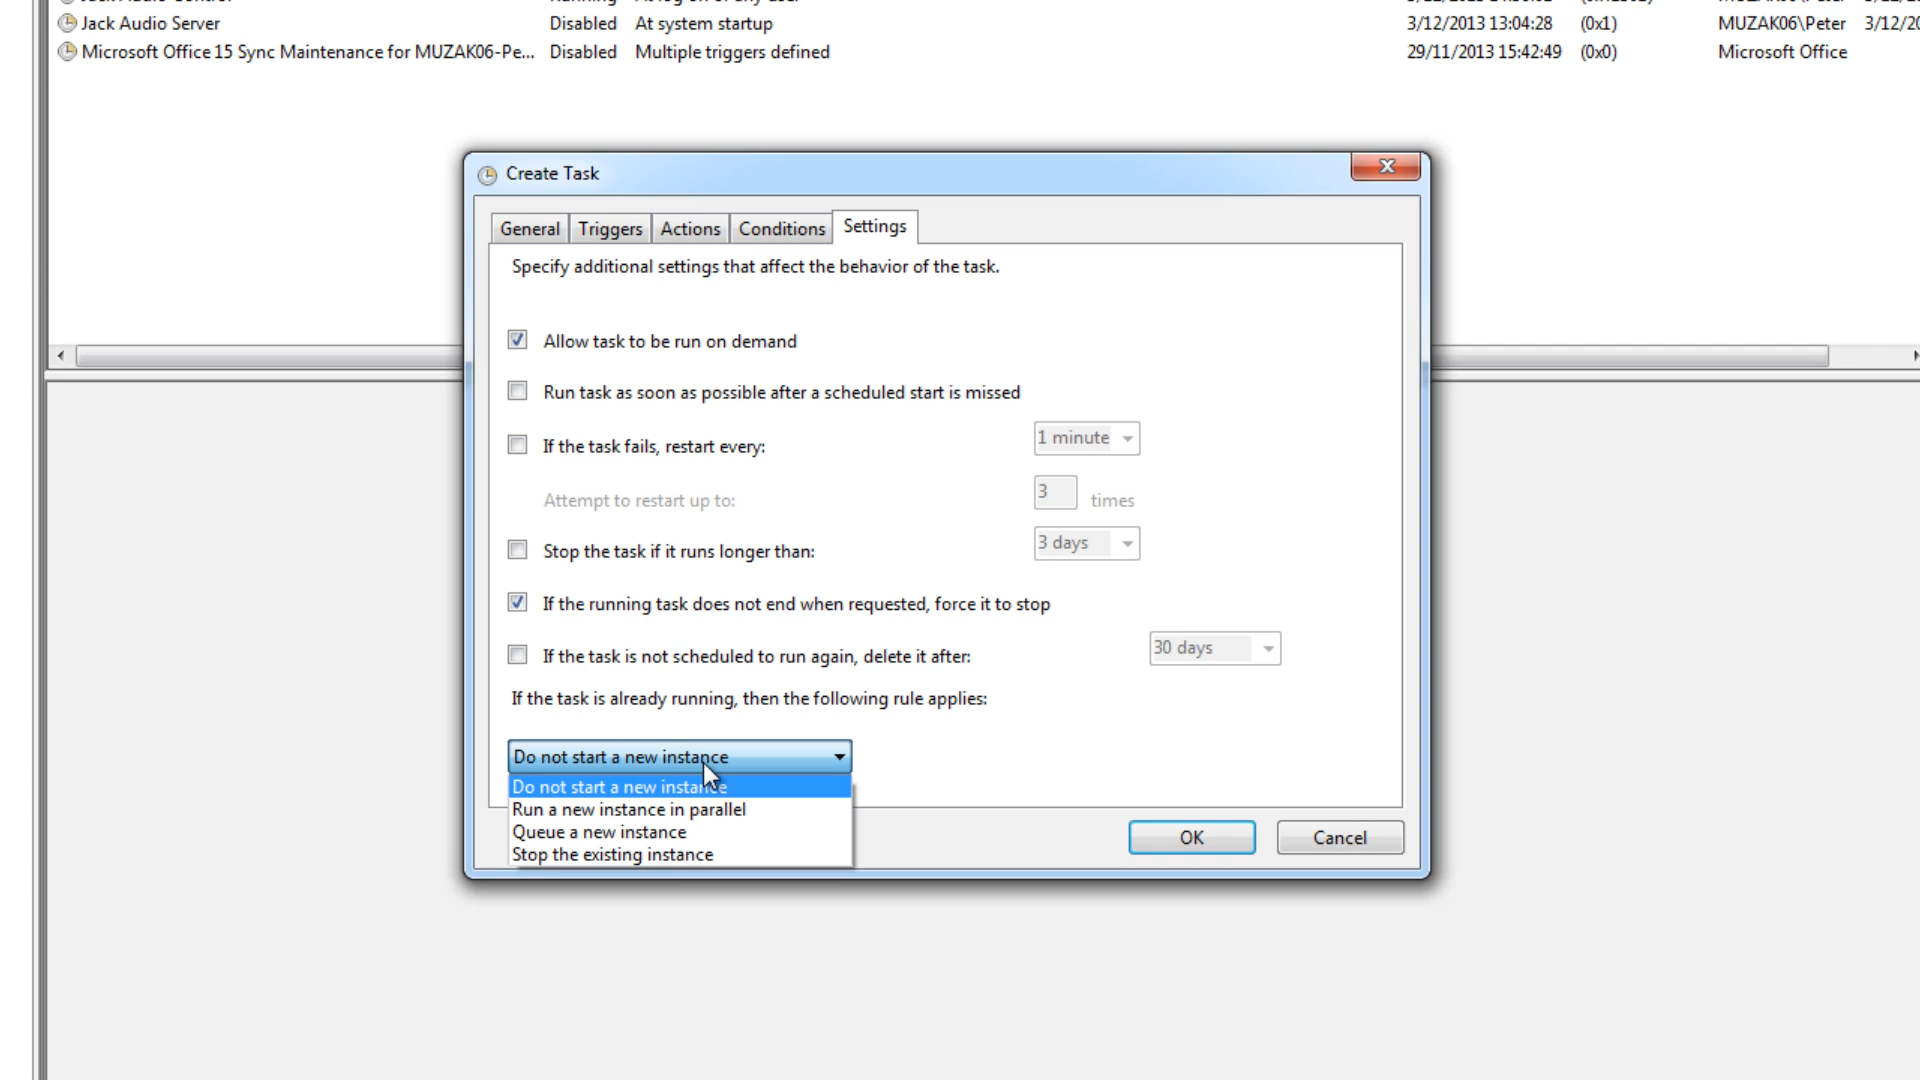 Jack Audio Server Disabled At system startup 3/12/2013 13:04:28 (0x1) MUZAK06\Peter
Microsoft Office 15 Sync Maintenance for MUZAK06-Pe... Disabled Multiple triggers defined 29/11/2013 15:42:49 (0x0) Microsoft Office
Create Task
General Triggers Actions Conditions Settings
Specify additional settings that affect the behavior of the task.
Allow task to be run on demand
Run task as soon as possible after a scheduled start is missed
If the task fails, restart every: 1 minute
Attempt to restart up to: 3 times
Stop the task if it runs longer than: 3 days
If the running task does not end when requested, force it to stop
If the task is not scheduled to run again, delete it after: 30 days
If the task is already running, then the following rule applies:
Do not start a new instance
Do not start a new instance
Run a new instance in parallel
Queue a new instance
Stop the existing instance
OK Cancel